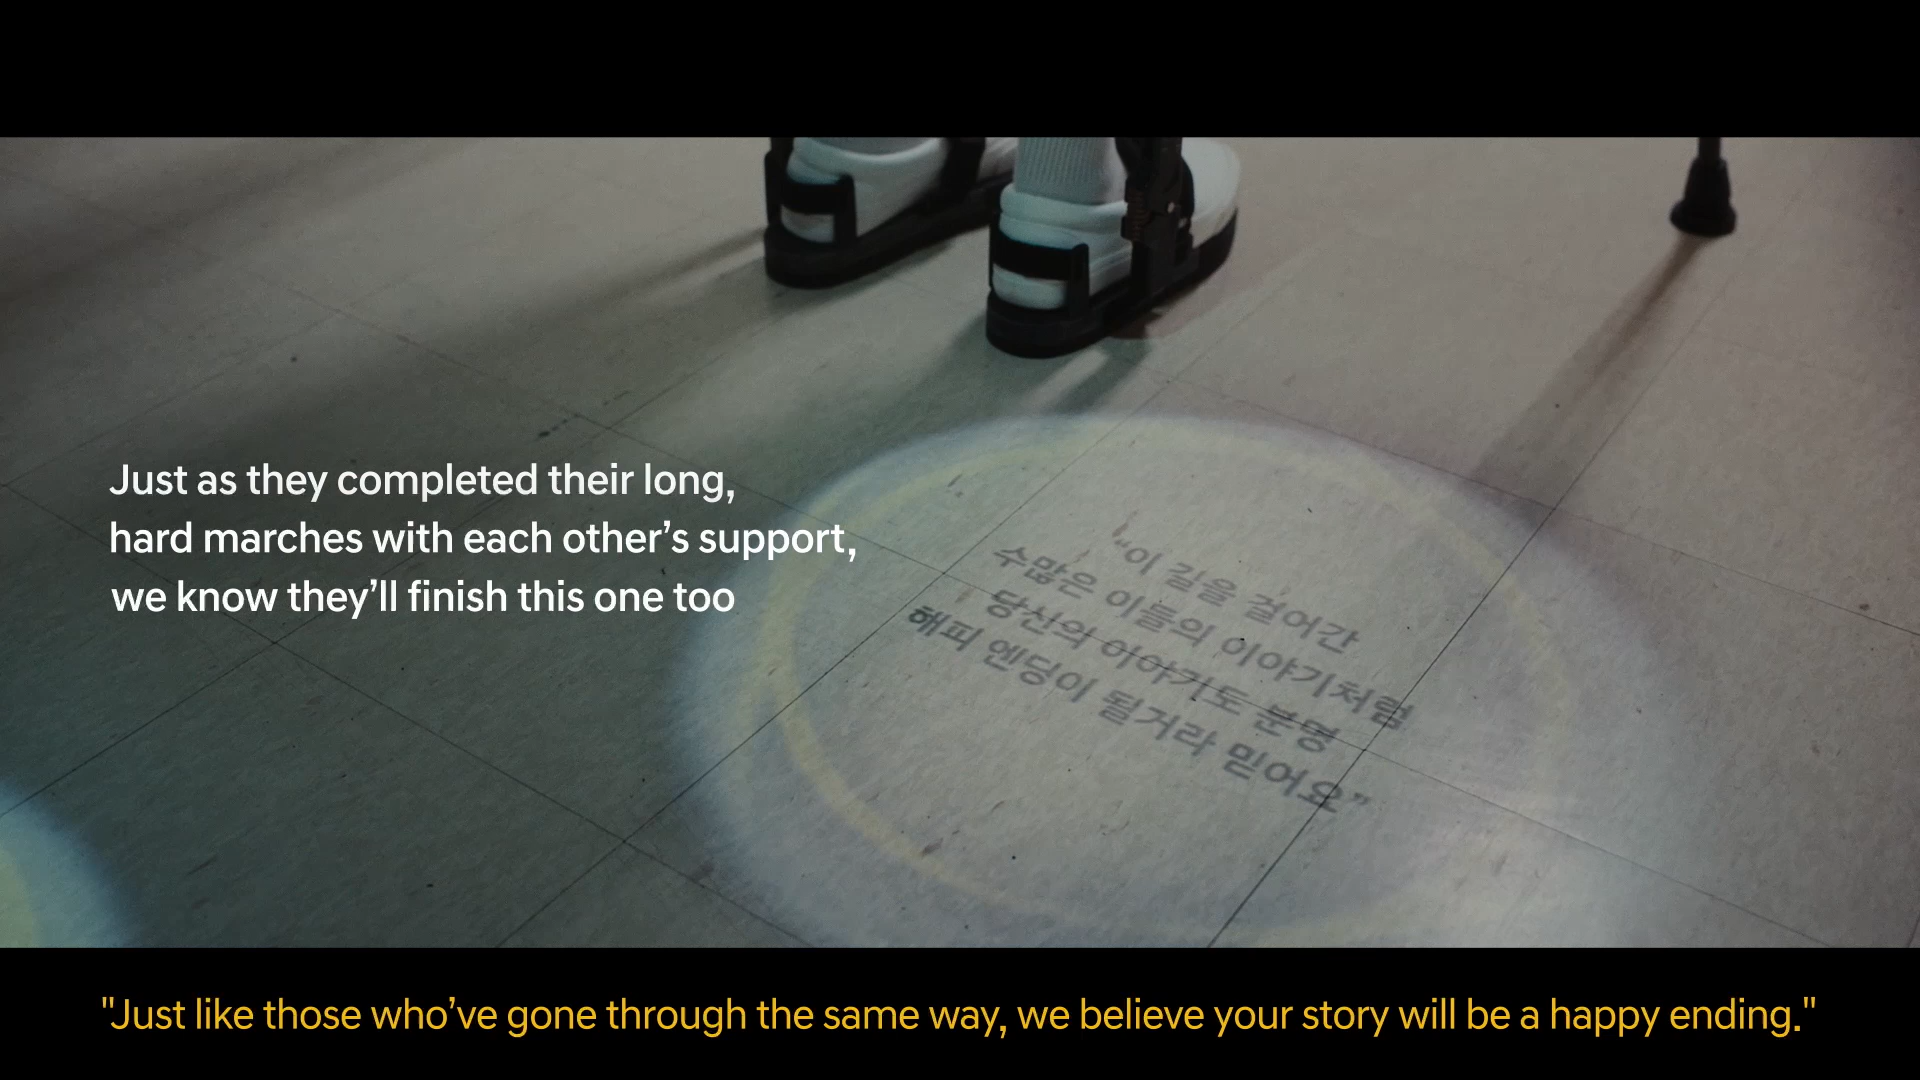 Just as they completed their long,
hard marches with each other’s support,
we know they’ll finish this one too
“이 길을 걸어간
수많은 이들의 이야기처럼
당신의 이야기도 분명
해피 엔딩이 될거라 믿어요”
"Just like those who’ve gone through the same way, we believe your story will be a happy ending."